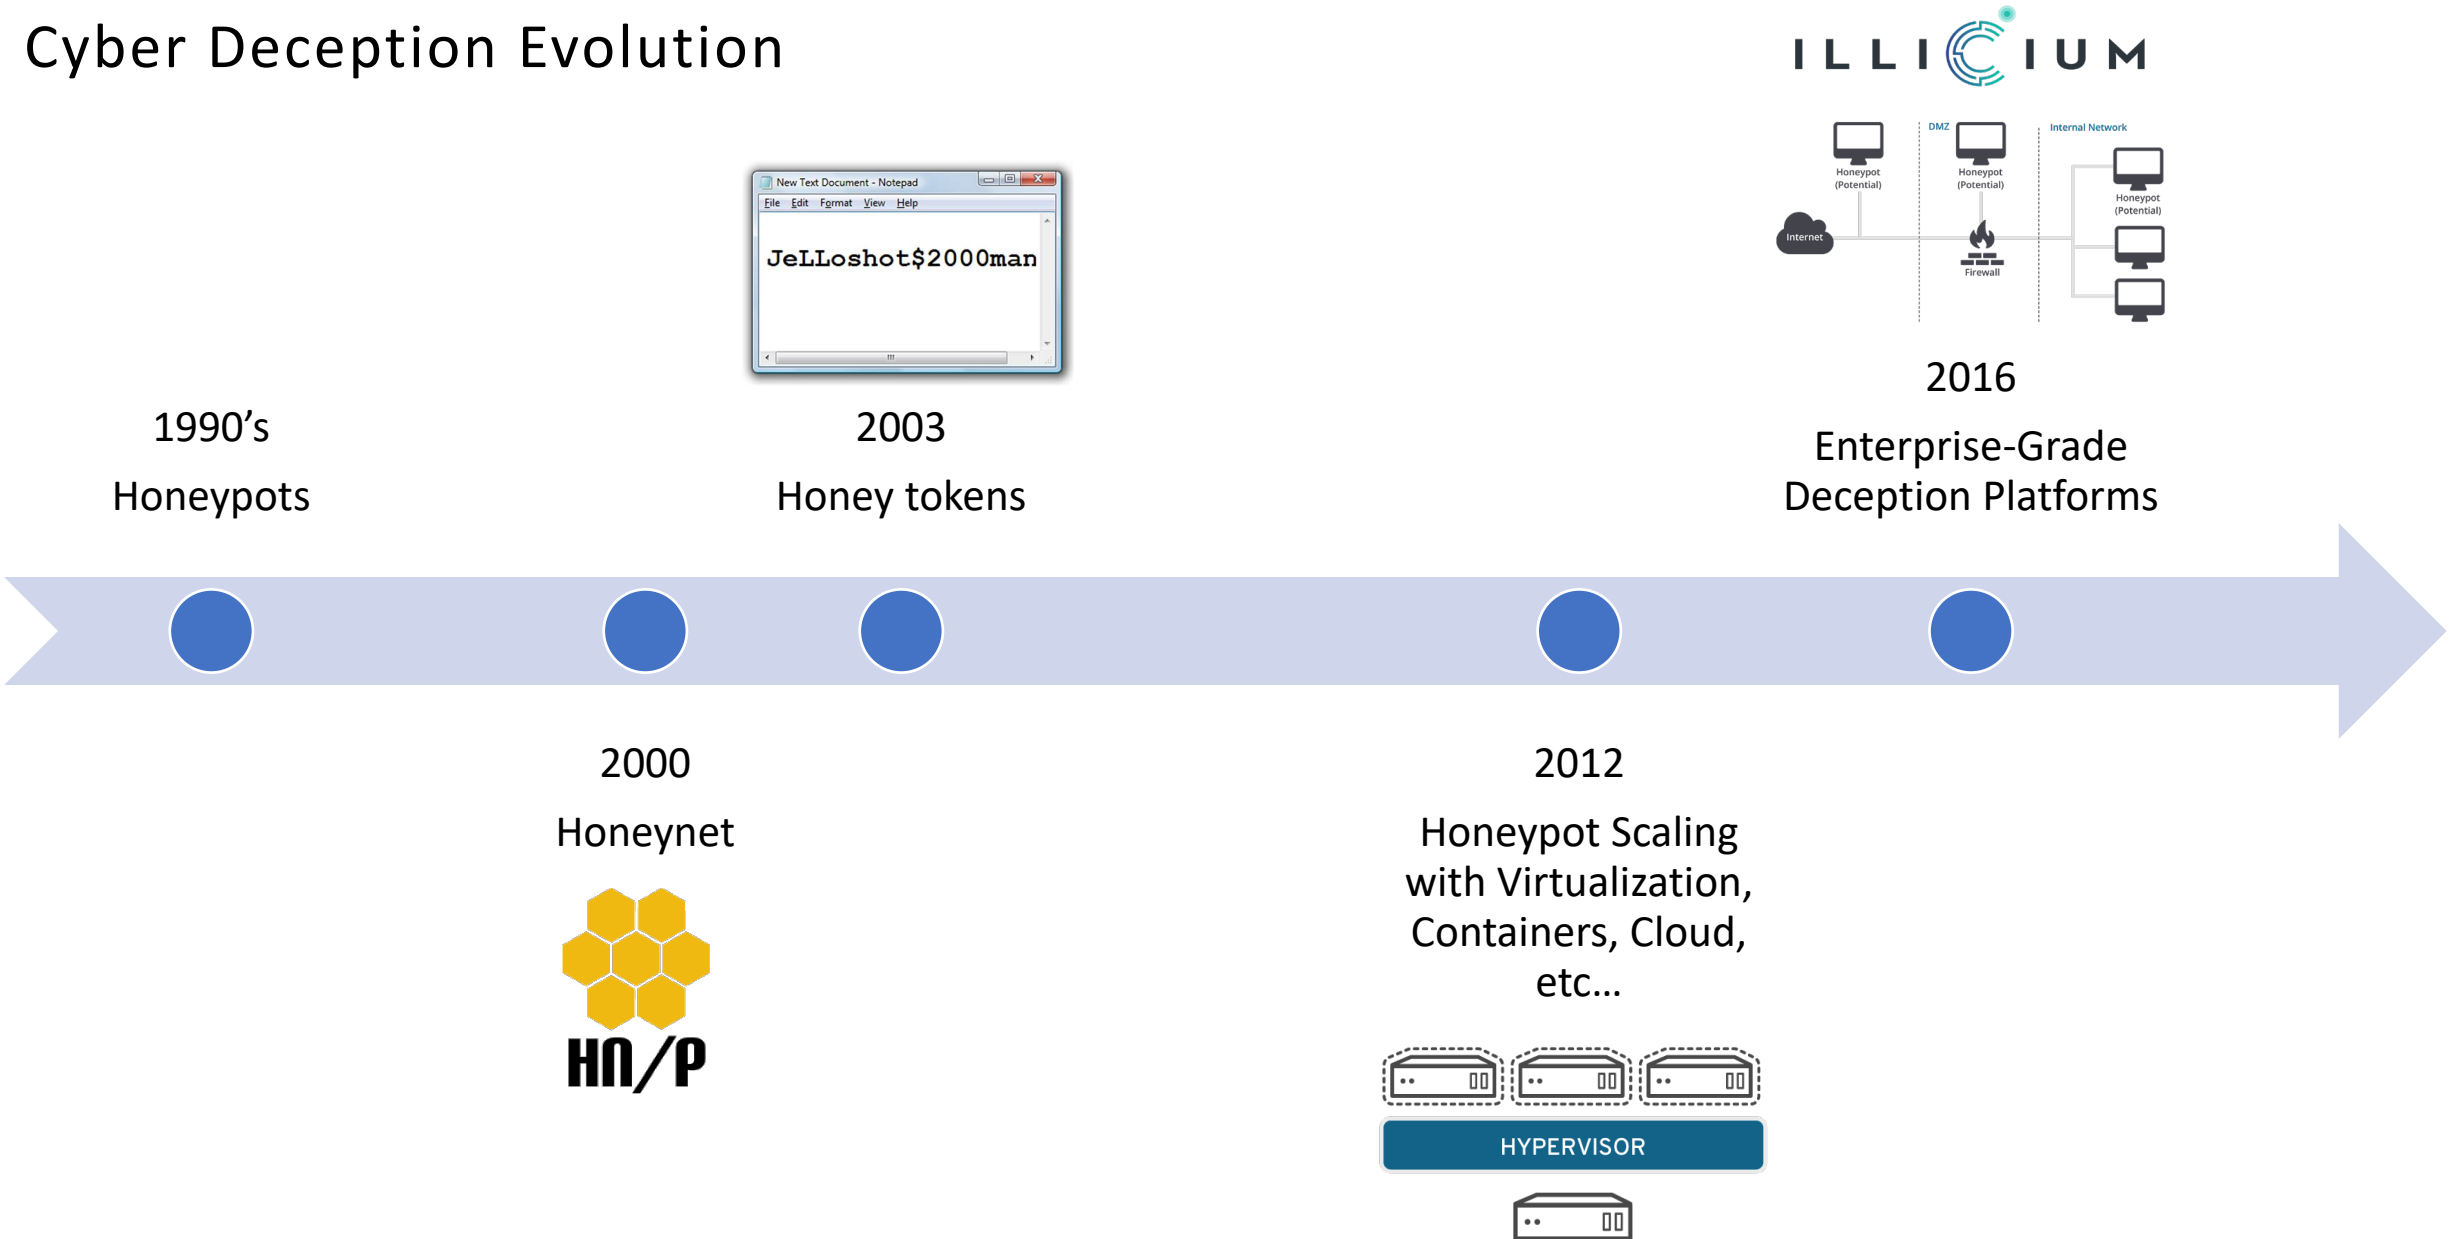 Cyber Deception Evolution
ILLICIUM
DMZ
Internal Network
Honeypot
(Potential)
Honeypot
(Potential)
Honeypot
(Potential)
Internet
Firewall
New Text Document - Notepad
File Edit Format View Help
JeLLoshot$2000man
1990’s
Honeypots
2003
Honey tokens
2016
Enterprise-Grade
Deception Platforms
2000
Honeynet
HN/P
2012
Honeypot Scaling
with Virtualization,
Containers, Cloud,
etc…
HYPERVISOR